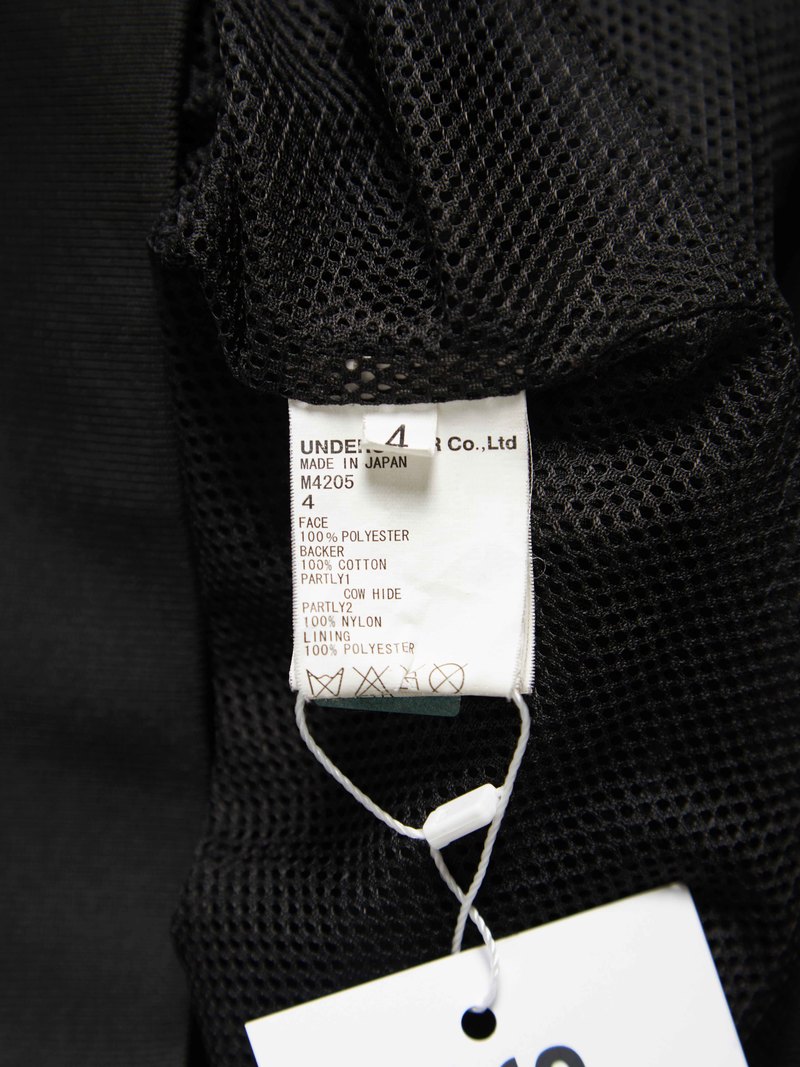 4
UNDER R Co.,Ltd
MADE IN JAPAN
M4205
4
FACE
100% POLYESTER
BACKER
100% COTTON
PARTLY1
COW HIDE
PARTLY2
100% NYLON
LINING
100% POLYESTER